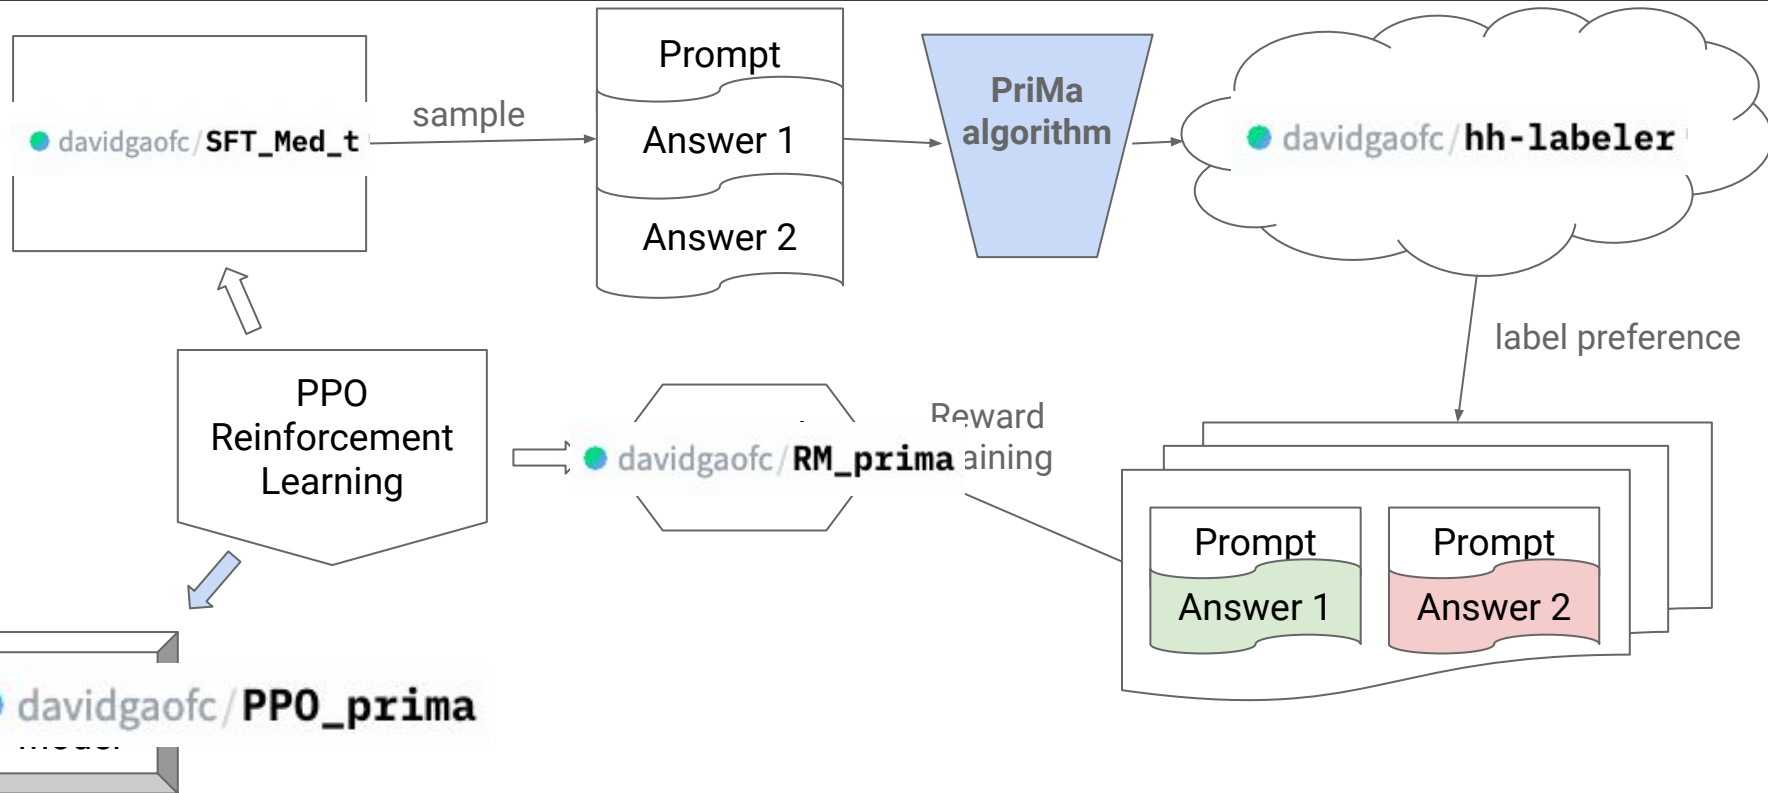 davidgaofc/SFT_Med_t
sample
Prompt
Answer 1
Answer 2
PriMa
algorithm
davidgaofc/hh-labeler
label preference
PPO
Reinforcement
Learning
davidgaofc/RM_prima
Reward
aining
Prompt
Answer 1
Prompt
Answer 2
davidgaofc/PPO_prima